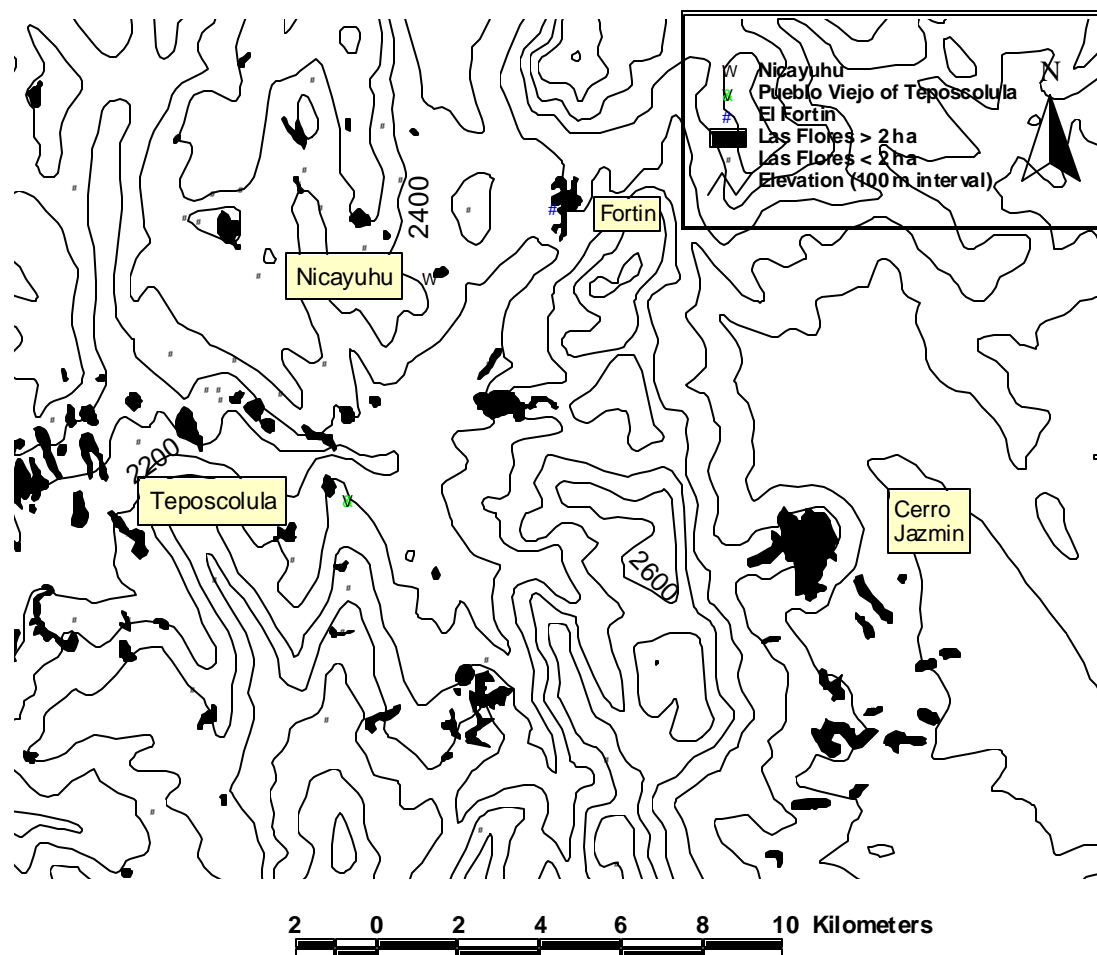 W Nicayuhu
a Pueblo Viejo of Teposcolula
# El Fortin
Las Flores > 2 ha
# Las Flores < 2 ha
Elevation (100 m interval)
N
2400
Fortin
Nicayuhu
W
2200
Teposcolula
a
Cerro
Jazmin
2600
2 0 2 4 6 8 10 Kilometers